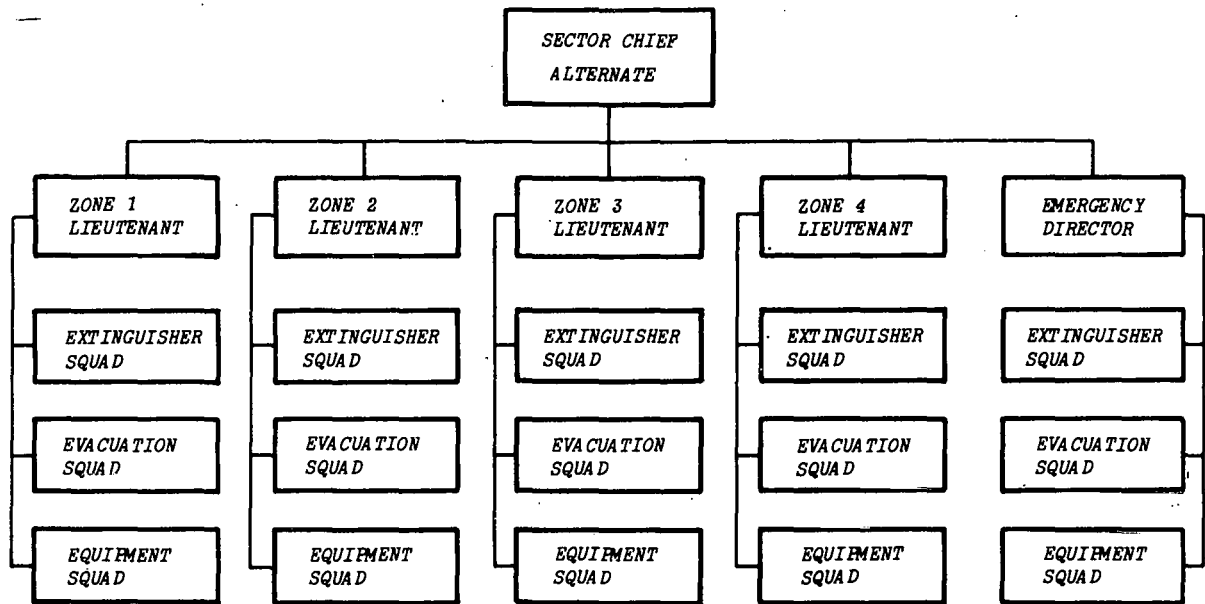 SECTOR CHIEF
ALTERNATE
ZONE 1
LIEUTENANT
ZONE 2
LIEUTENANT
ZONE 3
LIEUTENANT
ZONE 4
LIEUTENANT
EMERGENCY
DIRECTOR
EXTINGUISHER
SQUAD
EXTINGUISHER
SQUAD
EXTINGUISHER
SQUAD
EXTINGUISHER
SQUAD
EXTINGUISHER
SQUAD
EVACUATION
SQUAD
EVACUATION
SQUAD
EVACUATION
SQUAD
EVACUATION
SQUAD
EVACUATION
SQUAD
EQUIPMENT
SQUAD
EQUIPMENT
SQUAD
EQUIPMENT
SQUAD
EQUIPMENT
SQUAD
EQUIPMENT
SQUAD